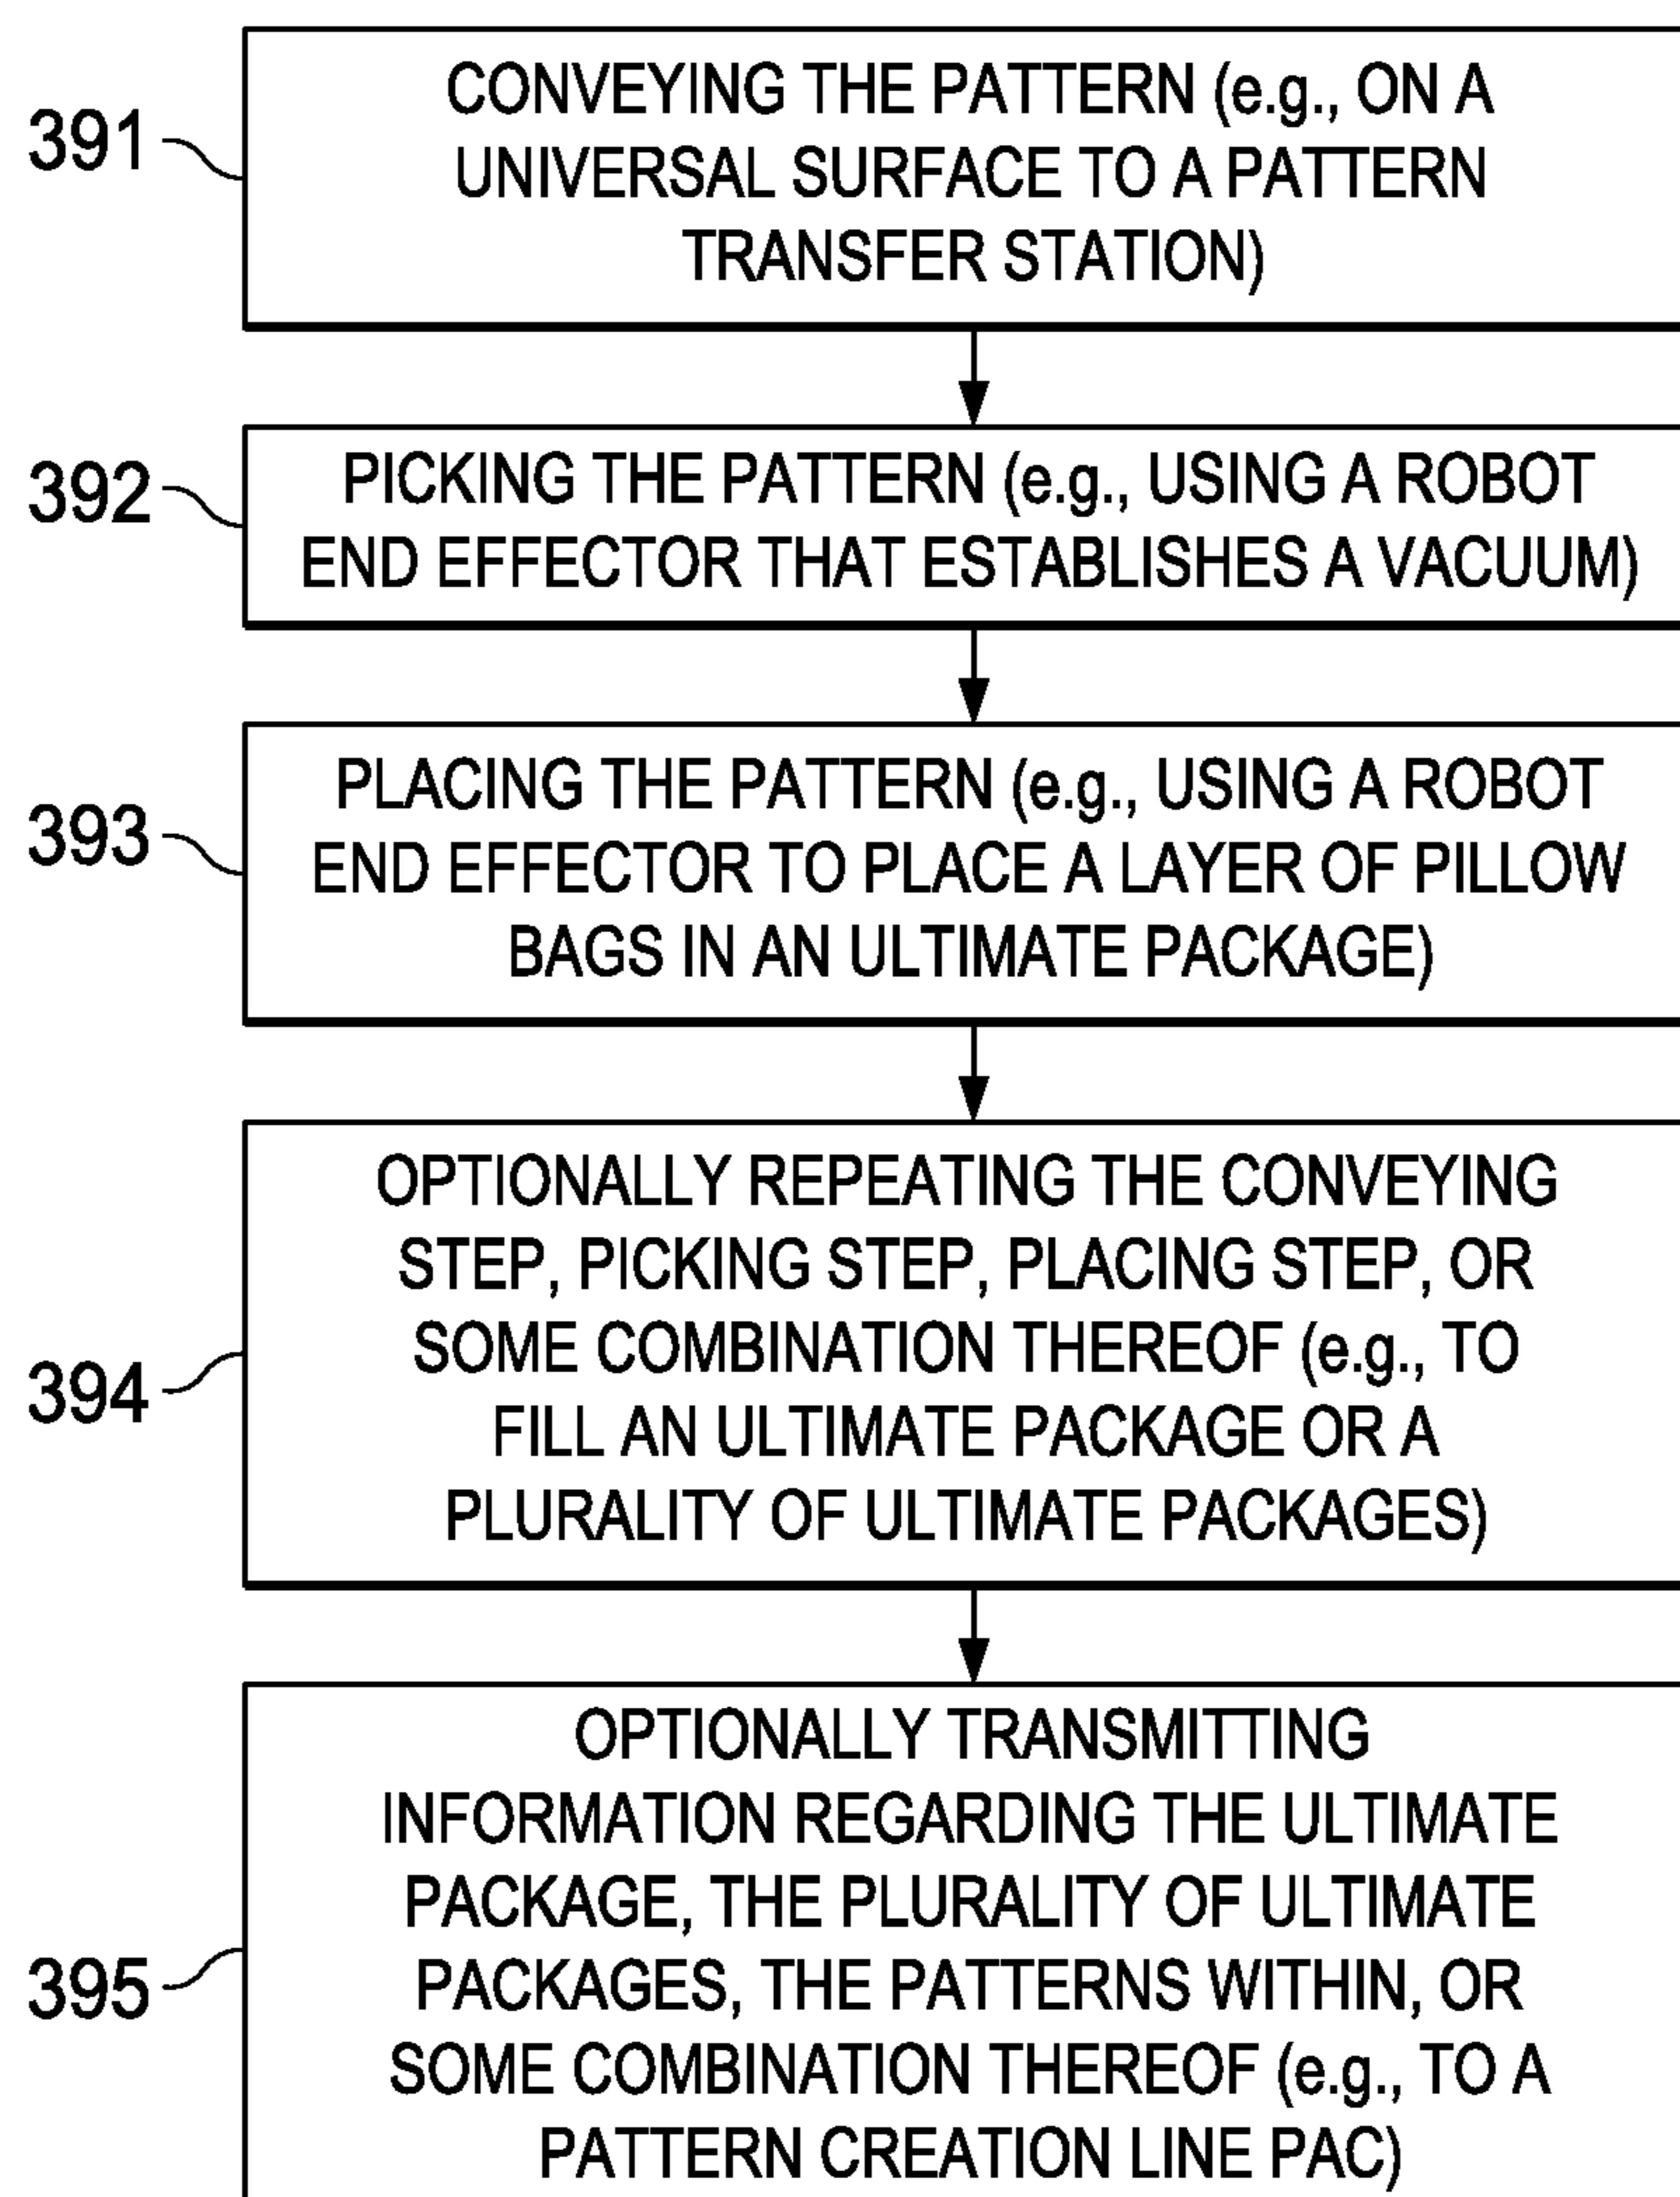 391
CONVEYING THE PATTERN (e.g., ON A
UNIVERSAL SURFACE TO A PATTERN
TRANSFER STATION)
392
PICKING THE PATTERN (e.g., USING A ROBOT
END EFFECTOR THAT ESTABLISHES A VACUUM)
393
PLACING THE PATTERN (e.g., USING A ROBOT
END EFFECTOR TO PLACE A LAYER OF PILLOW
BAGS IN AN ULTIMATE PACKAGE)
394
OPTIONALLY REPEATING THE CONVEYING
STEP, PICKING STEP, PLACING STEP, OR
SOME COMBINATION THEREOF (e.g., TO
FILL AN ULTIMATE PACKAGE OR A
PLURALITY OF ULTIMATE PACKAGES)
395
OPTIONALLY TRANSMITTING
INFORMATION REGARDING THE ULTIMATE
PACKAGE, THE PLURALITY OF ULTIMATE
PACKAGES, THE PATTERNS WITHIN, OR
SOME COMBINATION THEREOF (e.g., TO A
PATTERN CREATION LINE PAC)